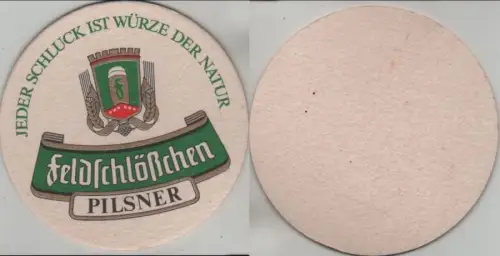 JEDER SCHLUCK IST WÜRZE DER NATUR
Feldschlößchen
PILSNER